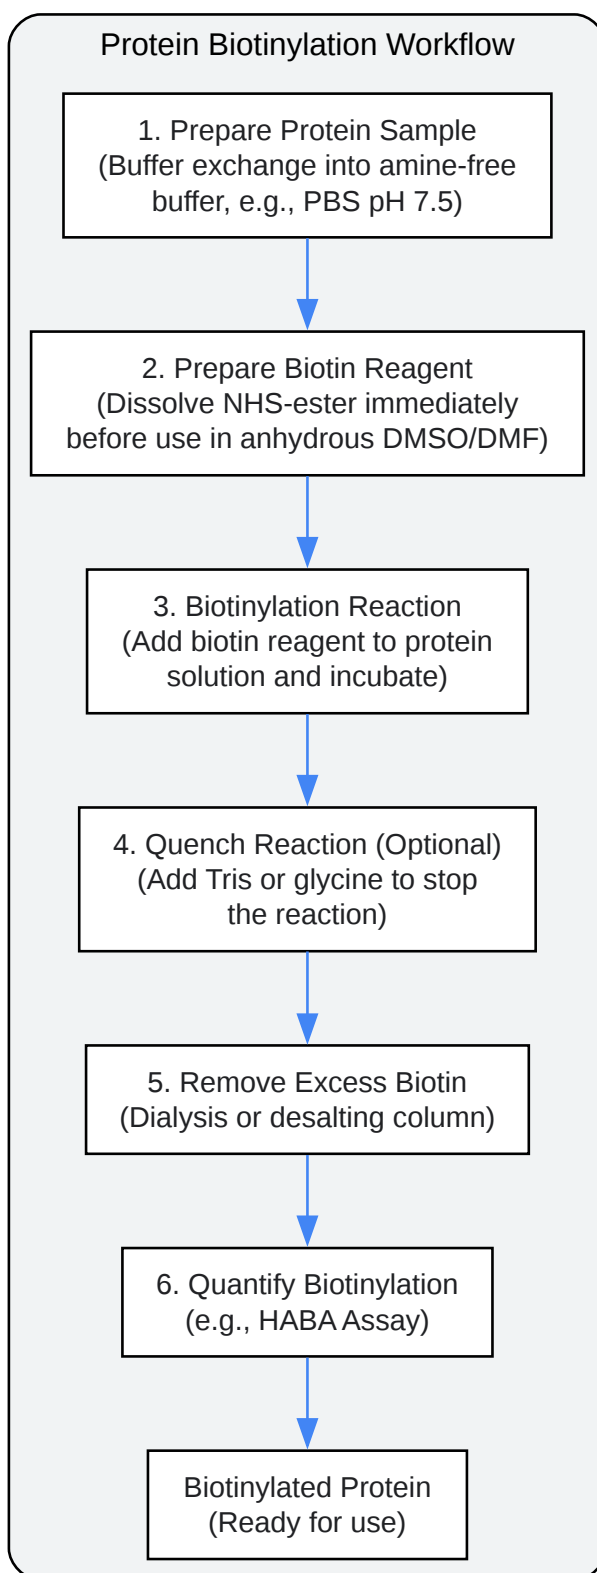 Protein Biotinylation Workflow
1. Prepare Protein Sample
(Buffer exchange into amine-free
buffer, e.g., PBS pH 7.5)
2. Prepare Biotin Reagent
(Dissolve NHS-ester immediately
before use in anhydrous DMSO/DMF)
3. Biotinylation Reaction
(Add biotin reagent to protein
solution and incubate)
4. Quench Reaction (Optional)
(Add Tris or glycine to stop
the reaction)
5. Remove Excess Biotin
(Dialysis or desalting column)
6. Quantify Biotinylation
(e.g., HABA Assay)
Biotinylated Protein
(Ready for use)